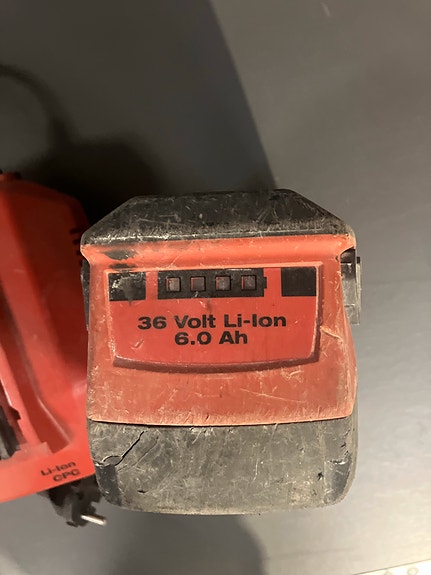 36 Volt Li-Ion
6.0 Ah
Li-Ion
CPC